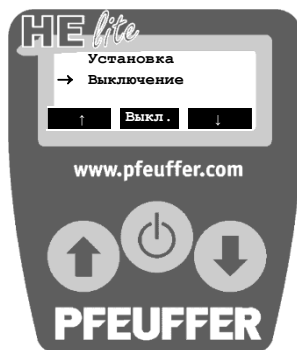 HE lite
Установка
→ Выключение
↑ Выкл. ↓
www.pfeuffer.com
PFEUFFER